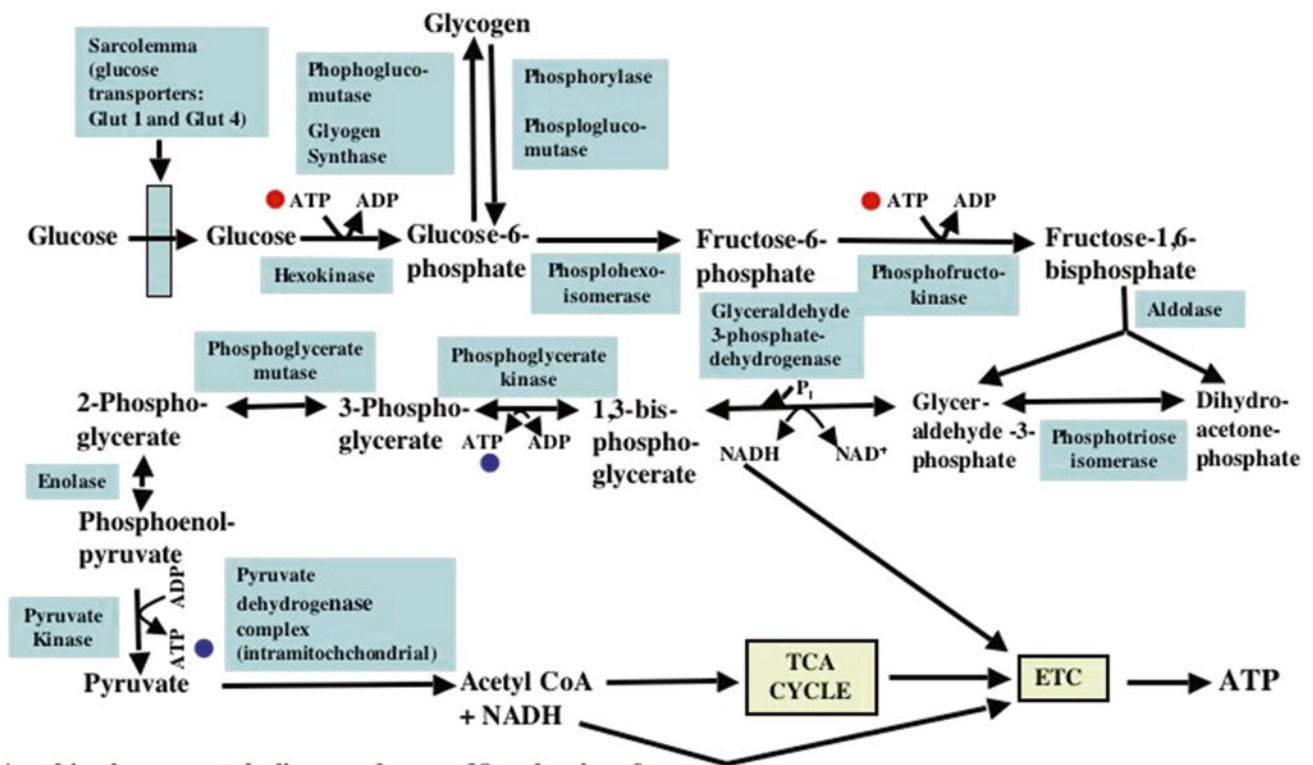 Glycogen
Sarcolemma
(glucose
transporters:
Glut 1 and Glut 4)
Phophogluco-
mutase
Glyogen
Synthase
Phosphorylase
Phosplogluco-
mutase
ATP
ADP
ATP
ADP
Glucose
Glucose
Glucose-6-
phosphate
Fructose-6-
phosphate
Fructose-1,6-
bisphosphate
Hexokinase
Phosplohexo-
isomerase
Phosphofructo-
kinase
Aldolase
Glyceraldehyde
3-phosphate-
dehydrogenase
Phosphoglycerate
mutase
Phosphoglycerate
kinase
2-Phospho-
glycerate
3-Phospho-
glycerate
ATP
ADP
1,3-bis-
phospho-
glycerate
Pi
NADH
NAD+
Glycer-
aldehyde -3-
phosphate
Phosphotriose
isomerase
Dihydro-
acetone-
phosphate
Enolase
Phosphoenol-
pyruvate
Pyruvate
Kinase
ADP
ATP
Pyruvate
dehydrogenase
complex
(intramitochchondrial)
Pyruvate
Acetyl CoA
+ NADH
TCA
CYCLE
ETC
ATP